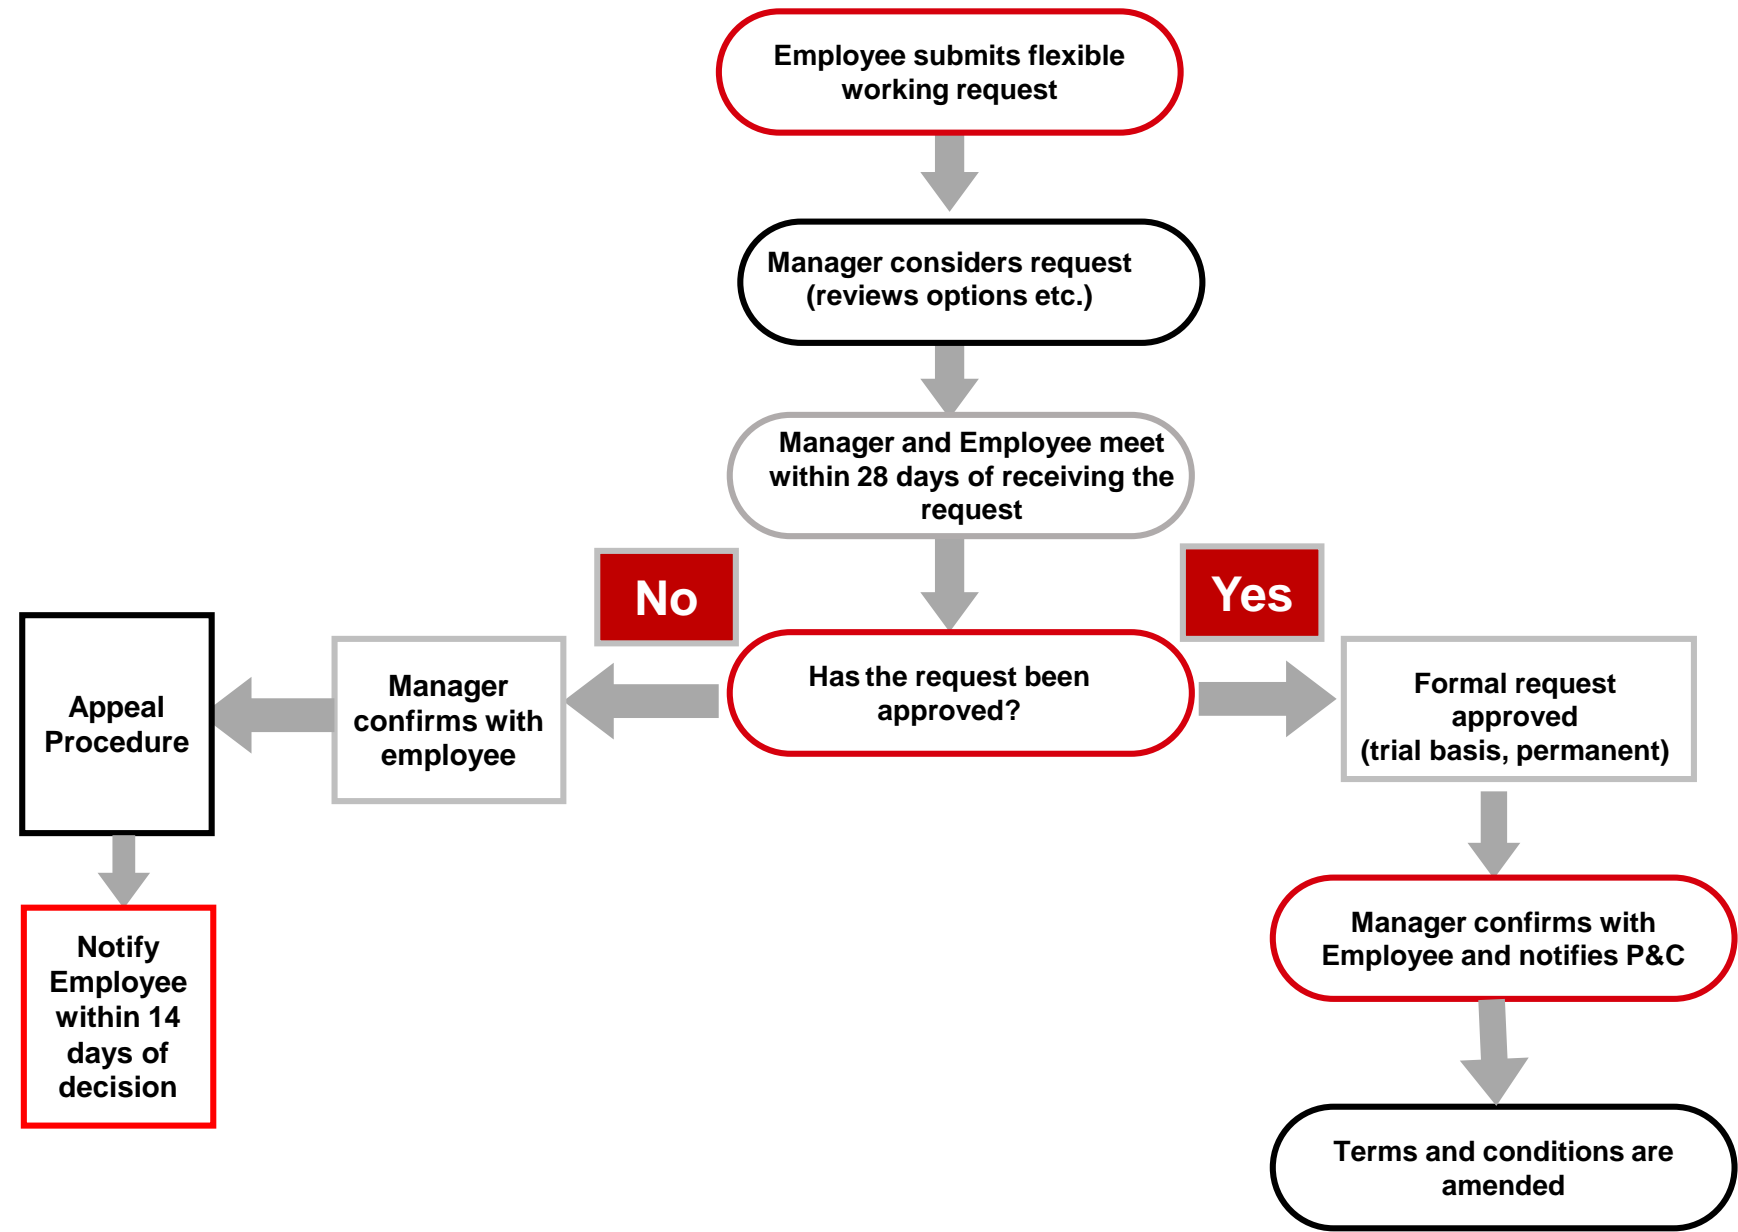 Employee submits flexible
working request
Manager considers request
(reviews options etc.)
Manager and Employee meet
within 28 days of receiving the
request
No
Yes
Has the request been
approved?
Manager
confirms with
employee
Appeal
Procedure
Notify
Employee
within 14
days of
decision
Formal request
approved
(trial basis, permanent)
Manager confirms with
Employee and notifies P&C
Terms and conditions are
amended